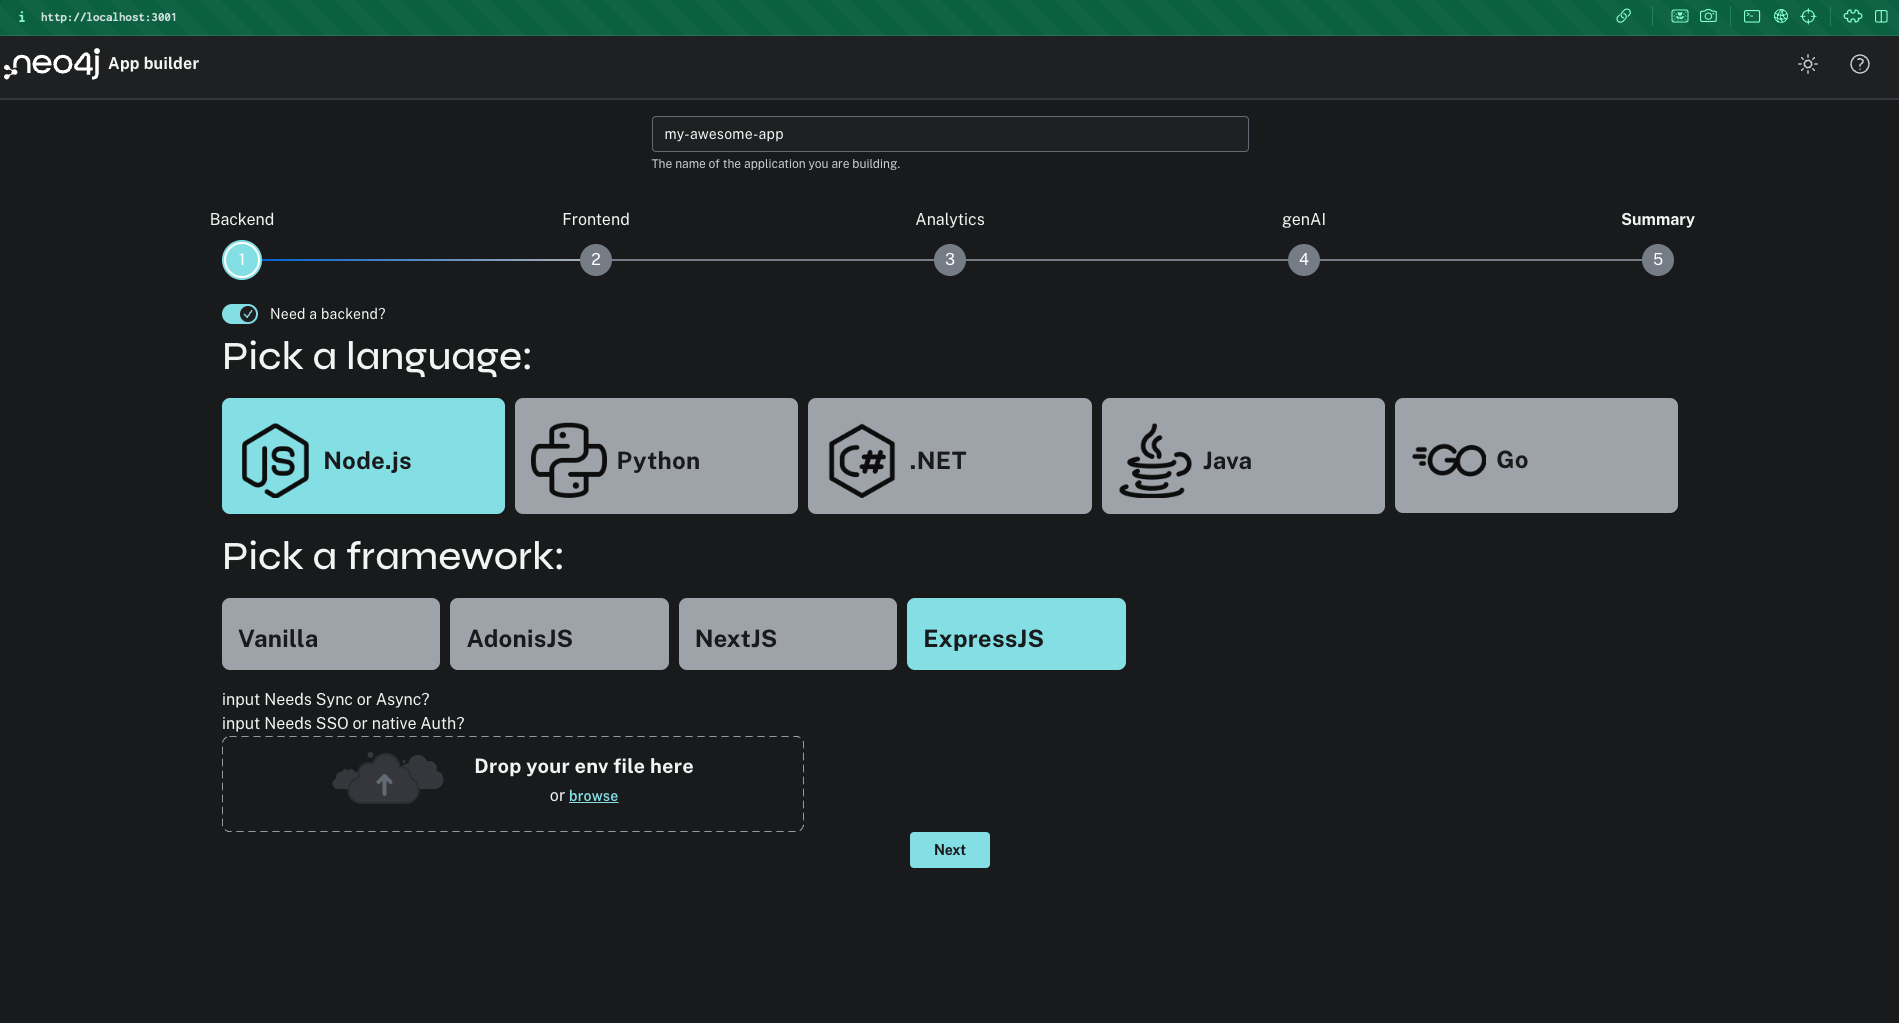 i http://localhost:3001
neo4j App builder
?
my-awesome-app
The name of the application you are building.
Backend Frontend Analytics genAI Summary
1 2 3 4 5
Need a backend?
Pick a language:
JS Node.js Python C# .NET Java GO Go
Pick a framework:
Vanilla AdonisJS NextJS ExpressJS
input Needs Sync or Async?
input Needs SSO or native Auth?
Drop your env file here
or browse
Next